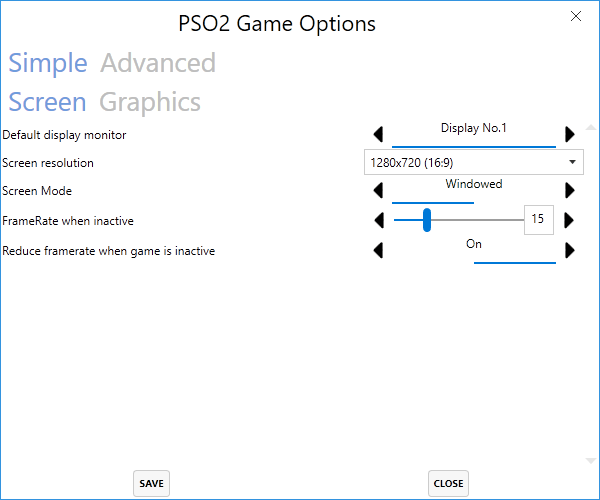 PSO2 Game Options
Simple Advanced
Screen Graphics
Default display monitor Display No.1
Screen resolution 1280x720 (16:9)
Screen Mode Windowed
FrameRate when inactive 15
Reduce framerate when game is inactive On
SAVE CLOSE